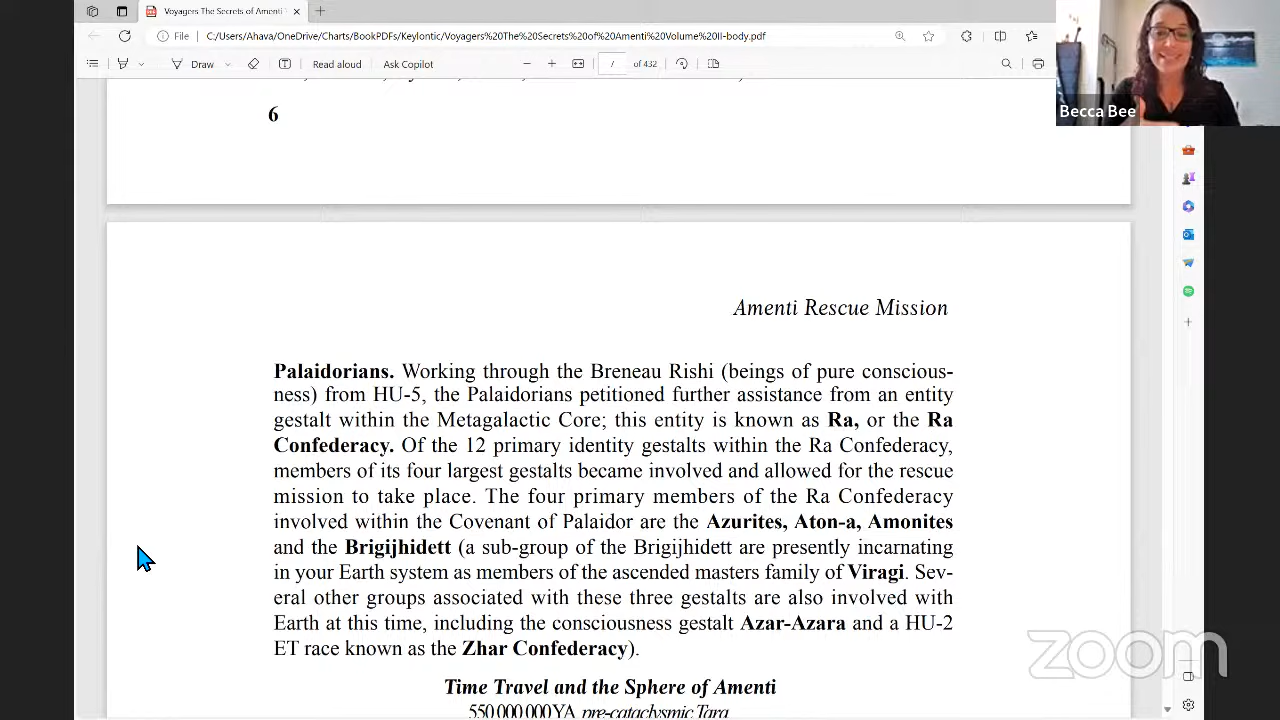 Voyagers The Secrets of Amenti
File
C:/Users/Ahava/OneDrive/Charts/BookPDFs/Keylontic/Voyagers%20The%20Secrets%20of%20Amenti%20Volume%20II-body.pdf
Draw
Read aloud
Ask Copilot
7 of 432
Becca Bee
6
Amenti Rescue Mission
Palaidorians. Working through the Breneau Rishi (beings of pure conscious-
ness) from HU-5, the Palaidorians petitioned further assistance from an entity
gestalt within the Metagalactic Core; this entity is known as Ra, or the Ra
Confederacy. Of the 12 primary identity gestalts within the Ra Confederacy,
members of its four largest gestalts became involved and allowed for the rescue
mission to take place. The four primary members of the Ra Confederacy
involved within the Covenant of Palaidor are the Azurites, Aton-a, Amonites
and the Brigijhidett (a sub-group of the Brigijhidett are presently incarnating
in your Earth system as members of the ascended masters family of Viragi. Sev-
eral other groups associated with these three gestalts are also involved with
Earth at this time, including the consciousness gestalt Azar-Azara and a HU-2
ET race known as the Zhar Confederacy).
Time Travel and the Sphere of Amenti
550 000 000 YA pre-cataclysmic Tara
zoom